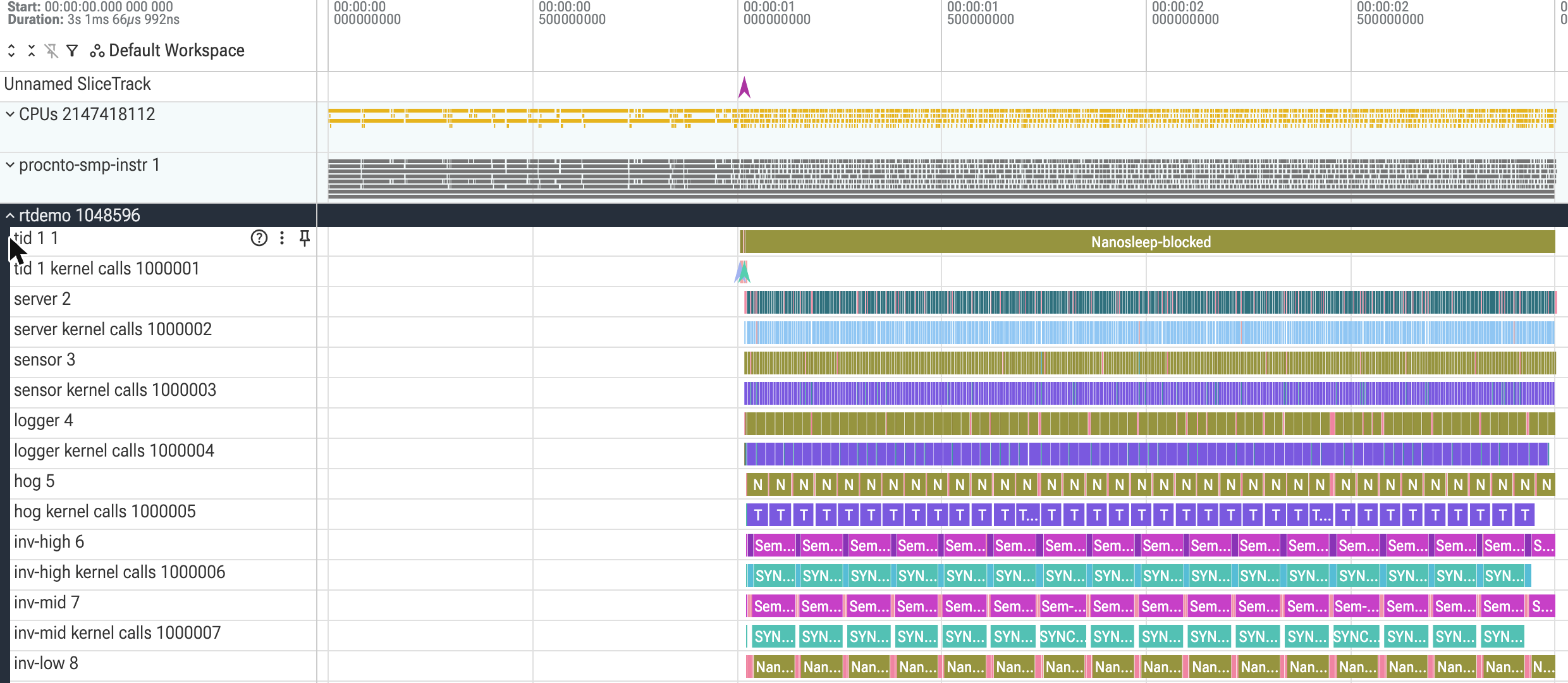 Start: 00:00:00.000 000 000
Duration: 3s 1ms 66µs 992ns
00:00:00 00:00:00 00:00:01 00:00:01 00:00:02 00:00:02
000000000 500000000 000000000 500000000 000000000 500000000
Default Workspace
Unnamed SliceTrack
CPUs 2147418112
procnto-smp-instr 1
rtdemo 1048596
tid 1 1
Nanosleep-blocked
tid 1 kernel calls 1000001
server 2
server kernel calls 1000002
sensor 3
sensor kernel calls 1000003
logger 4
logger kernel calls 1000004
hog 5
N N N N N N N N N N N N N N N N N N N N N N N N N N N N N N N N N N N N
hog kernel calls 1000005
T T T T T T T T T T T T T... T T T T T T T T T T T T T... T T T T T T T T T
inv-high 6
Sem... Sem... Sem... Sem... Sem... Sem... Sem... Sem... Sem... Sem... Sem... Sem... Sem... Sem... Sem... Sem... S...
inv-high kernel calls 1000006
SYN... SYN... SYN... SYN... SYN... SYN... SYN... SYN... SYN... SYN... SYN... SYN... SYN... SYN... SYN... SYN...
inv-mid 7
Sem... Sem... Sem... Sem... Sem... Sem... Sem-... Sem... Sem... Sem... Sem... Sem... Sem-... Sem... Sem... Sem... S...
inv-mid kernel calls 1000007
SYN... SYN... SYN... SYN... SYN... SYN... SYNC... SYN... SYN... SYN... SYN... SYN... SYNC... SYN... SYN... SYN...
inv-low 8
Nan... Nan... Nan... Nan... Nan... Nan... Nan... Nan... Nan... Nan... Nan... Nan... Nan... Nan... Nan... Nan... N...